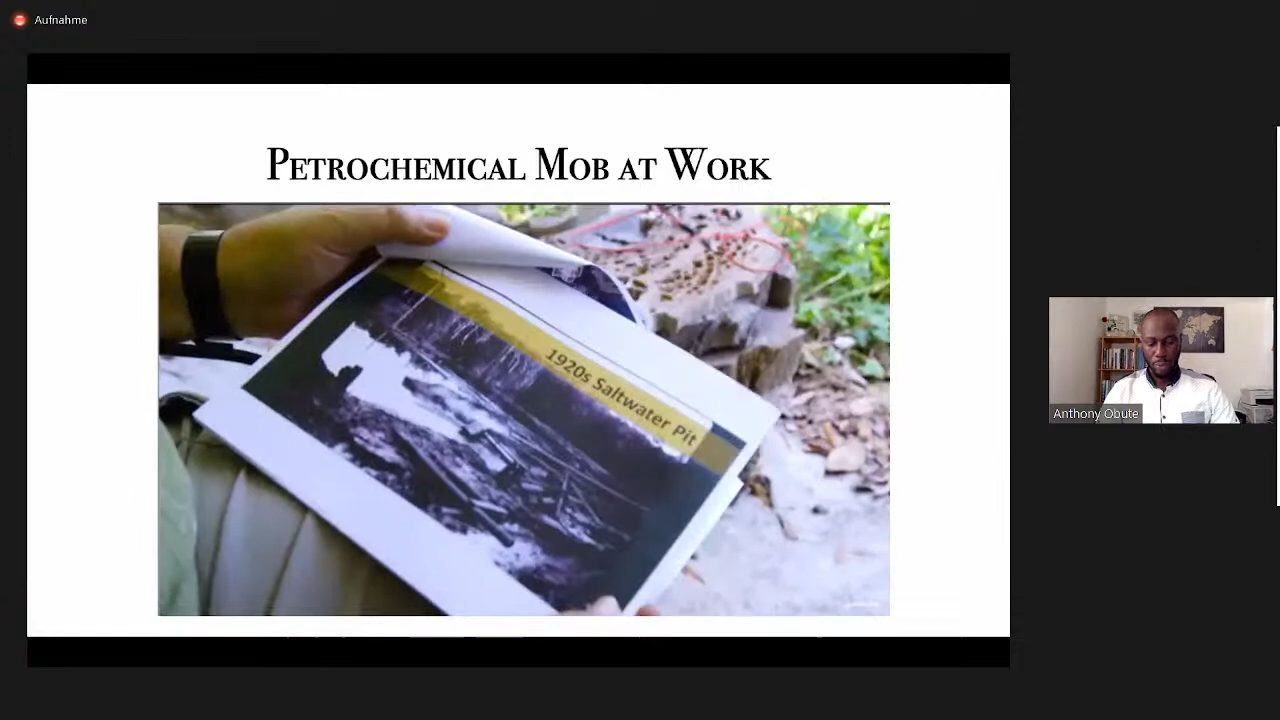 Aufnahme
Petrochemical Mob at Work
1920s Saltwater Pit
Anthony Obute